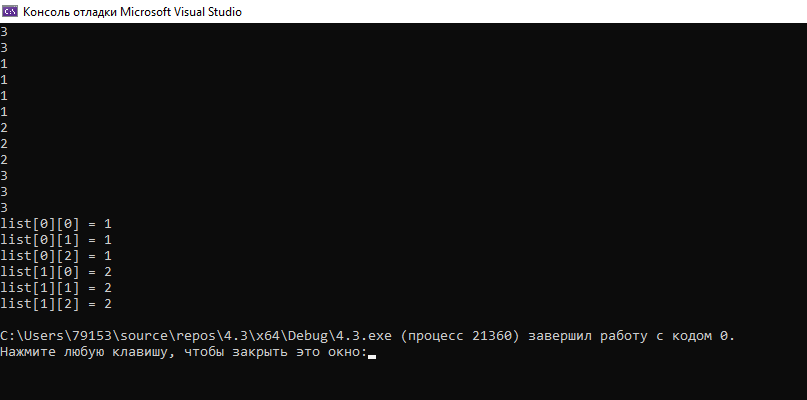 Консоль отладки Microsoft Visual Studio
3
3
1
1
1
1
2
2
2
3
3
3
list[0][0] = 1
list[0][1] = 1
list[0][2] = 1
list[1][0] = 2
list[1][1] = 2
list[1][2] = 2
C:\Users\79153\source\repos\4.3\x64\Debug\4.3.exe (процесс 21360) завершил работу с кодом 0.
Нажмите любую клавишу, чтобы закрыть это окно: